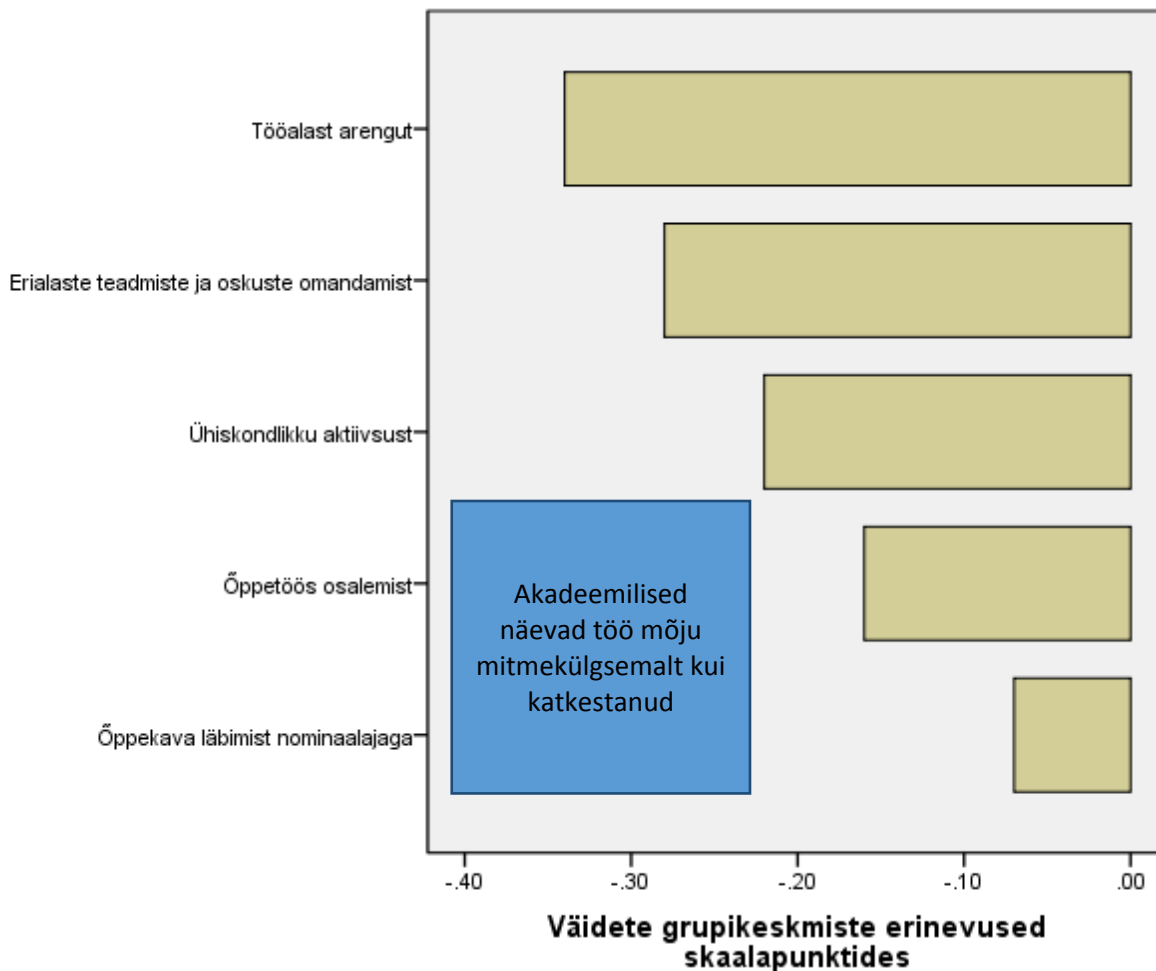 Tööalast arengut
Erialaste teadmiste ja oskuste omandamist
Ühiskondlikku aktiivsust
Õppetöös osalemist
Õppekava läbimist nominaalajaga
Akadeemilised
näevad töö mõju
mitmekülgsemalt kui
katkestanud
-.40 -.30 -.20 -.10 .00
Väidete grupikeskmiste erinevused
skaalapunktides